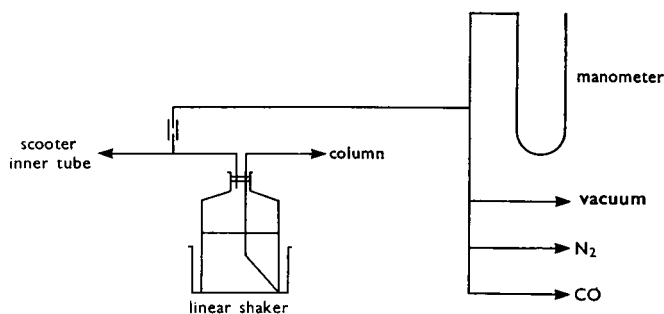 manometer
scooter
inner tube
column
vacuum
N₂
CO
linear shaker